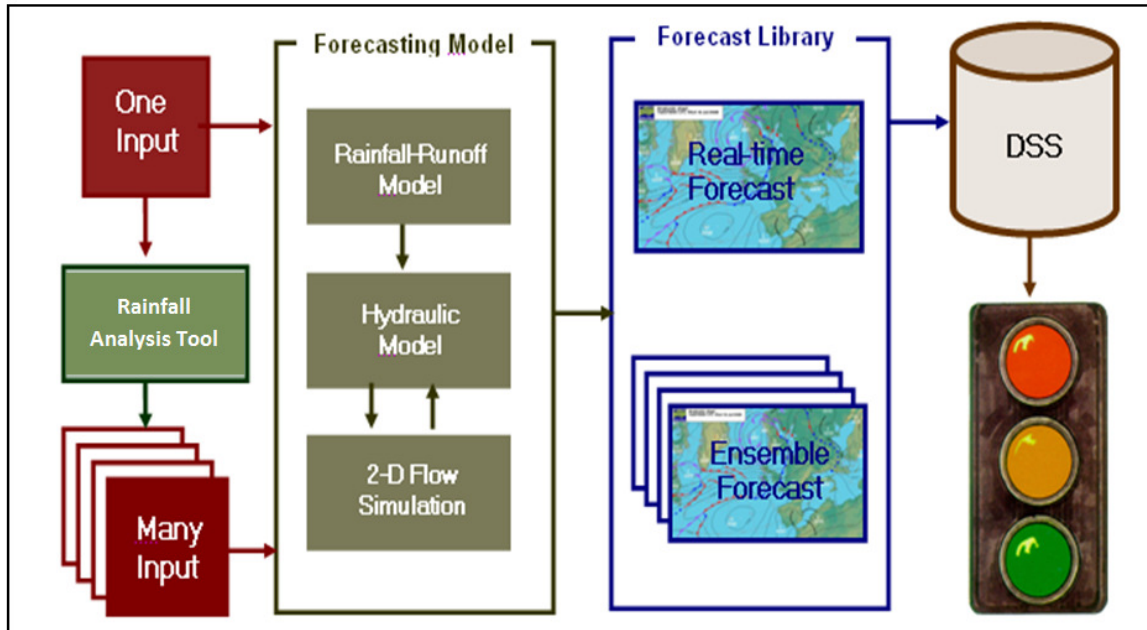 One
Input
Rainfall
Analysis Tool
Many
Input
Forecasting Model
Rainfall-Runoff
Model
Hydraulic
Model
2-D Flow
Simulation
Forecast Library
Real-time
Forecast
Ensemble
Forecast
DSS